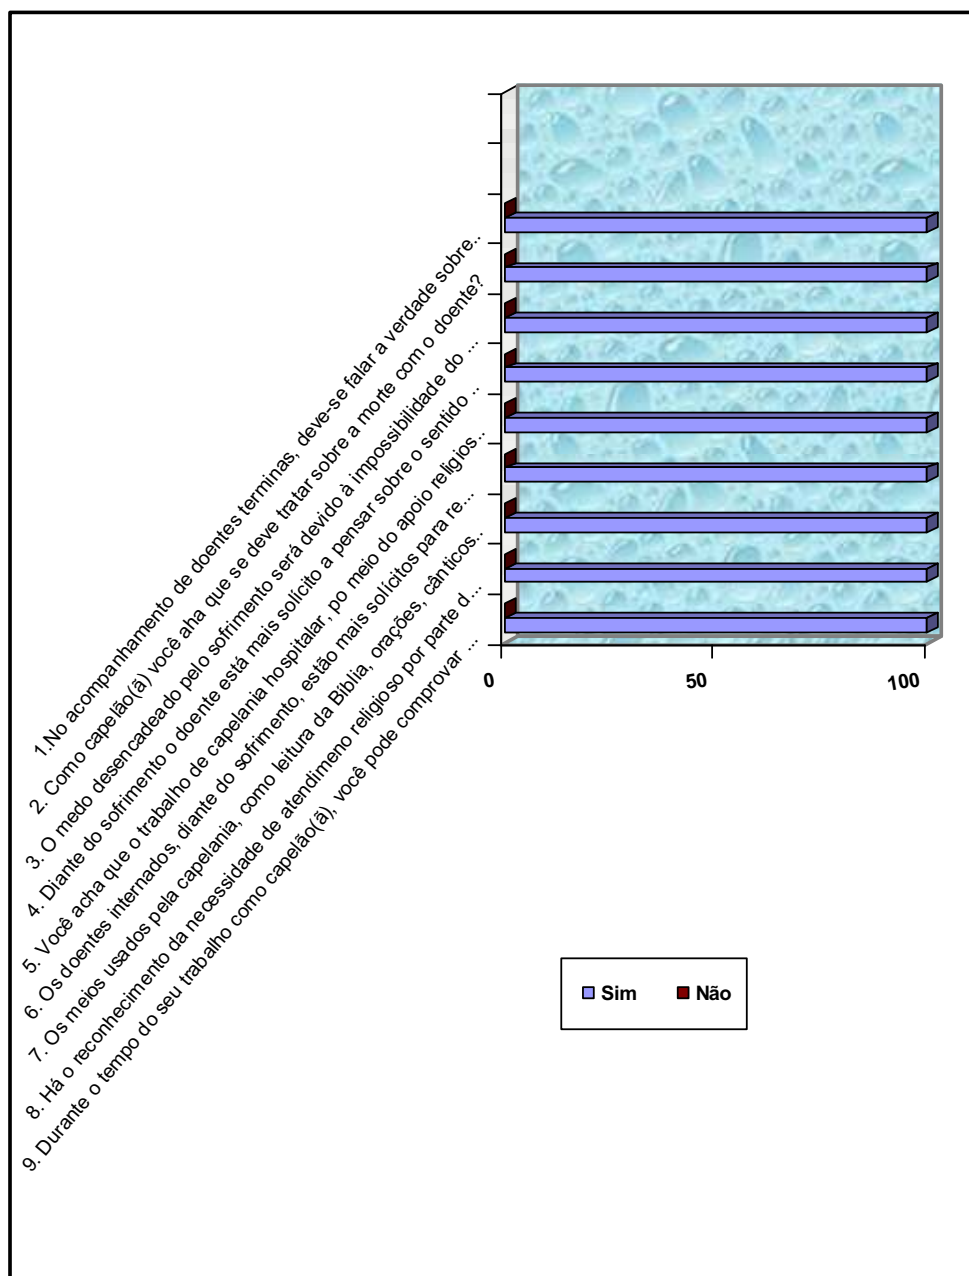 1.No acompanhamento de doentes terminas, deve-se falar a verdade sobre..
2. Como capelão(ã) você aha que se deve tratar sobre a morte com o doente?
3. O medo desencadeado pelo sofrimento será devido à impossibilidade do ...
4. Diante do sofrimento o doente está mais solicito a pensar sobre o sentido ...
5. Você acha que o trabalho de capelania hospitalar, po meio do apoio religios..
6. Os doentes internados, diante do sofrimento, estão mais solícitos para re...
7. Os meios usados pela capelania, como leitura da Bíblia, orações, cânticos..
8. Há o reconhecimento da necessidade de atendimeno religioso por parte d...
9. Durante o tempo do seu trabalho como capelão(ã), você pode comprovar ...
0 50 100
Sim Não